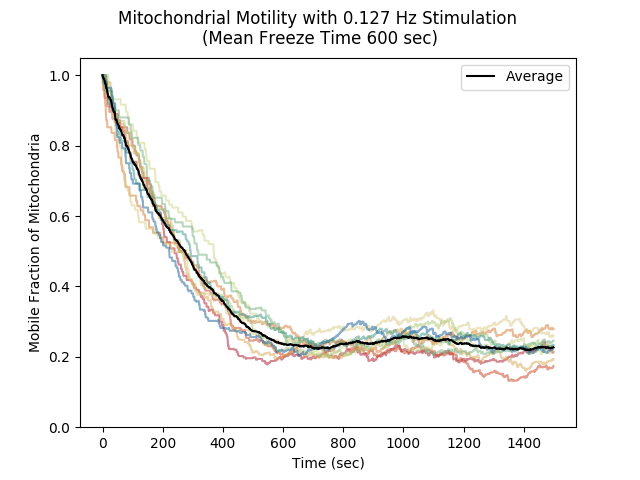 Mitochondrial Motility with 0.127 Hz Stimulation
(Mean Freeze Time 600 sec)
Average
Mobile Fraction of Mitochondria
1.0
0.8
0.6
0.4
0.2
0.0
0 200 400 600 800 1000 1200 1400
Time (sec)